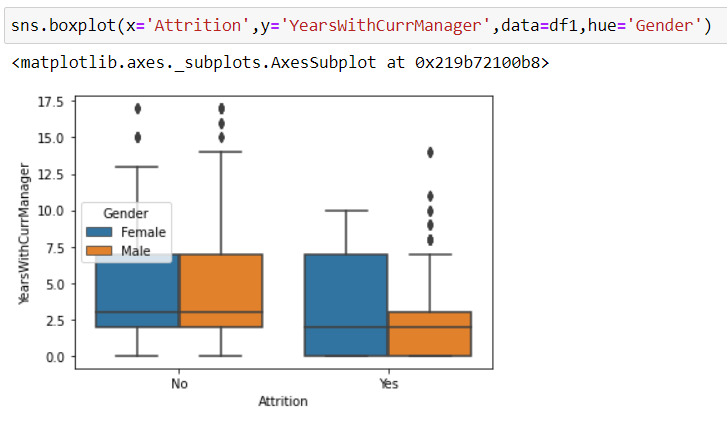 sns.boxplot(x='Attrition',y='YearsWithCurrManager',data=df1,hue='Gender')
<matplotlib.axes._subplots.AxesSubplot at 0x219b72100b8>
17.5
15.0
12.5
10.0
7.5
5.0
2.5
0.0
YearsWithCurrManager
Gender
Female
Male
No Yes
Attrition